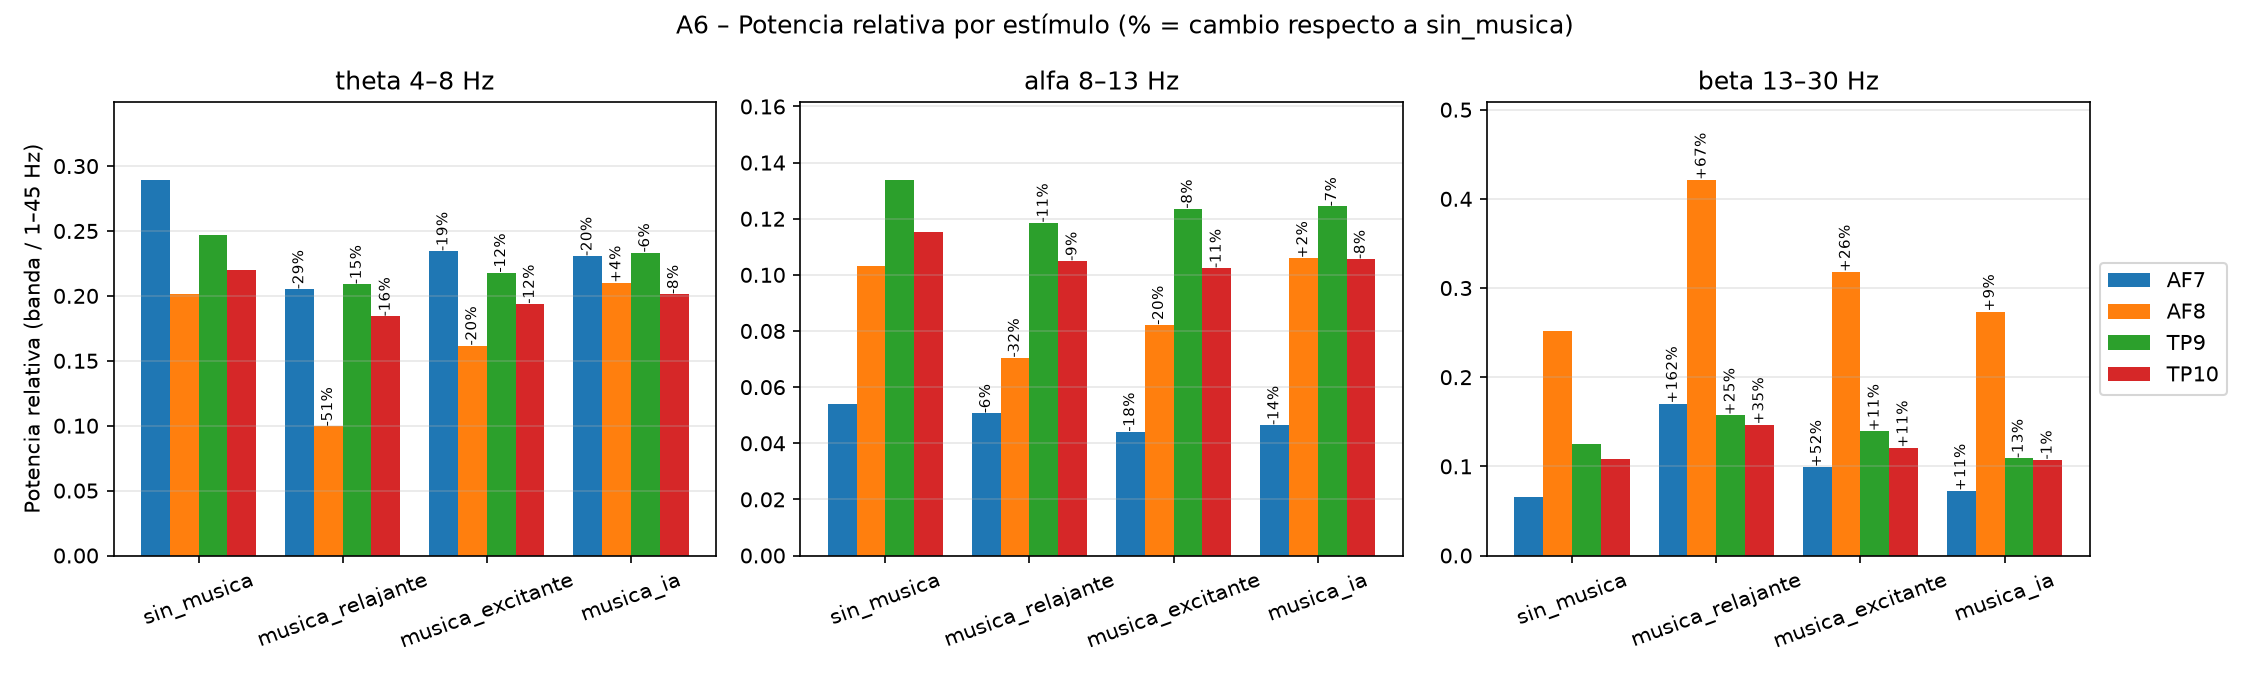 A6 – Potencia relativa por estímulo (% = cambio respecto a sin_musica)
theta 4–8 Hz
Potencia relativa (banda / 1–45 Hz)
0.30
0.25
0.20
0.15
0.10
0.05
0.00
-29%
-51%
-15%
-16%
-19%
-20%
-12%
-12%
-20%
+4%
-6%
-8%
sin_musica
musica_relajante
musica_excitante
musica_ia
alfa 8–13 Hz
0.16
0.14
0.12
0.10
0.08
0.06
0.04
0.02
0.00
-6%
-32%
-11%
-9%
-18%
-20%
-8%
-11%
-14%
+2%
-7%
-8%
sin_musica
musica_relajante
musica_excitante
musica_ia
beta 13–30 Hz
0.5
0.4
0.3
0.2
0.1
0.0
+162%
+67%
+25%
+35%
+52%
+26%
+11%
+11%
+11%
+9%
-13%
-1%
sin_musica
musica_relajante
musica_excitante
musica_ia
AF7
AF8
TP9
TP10